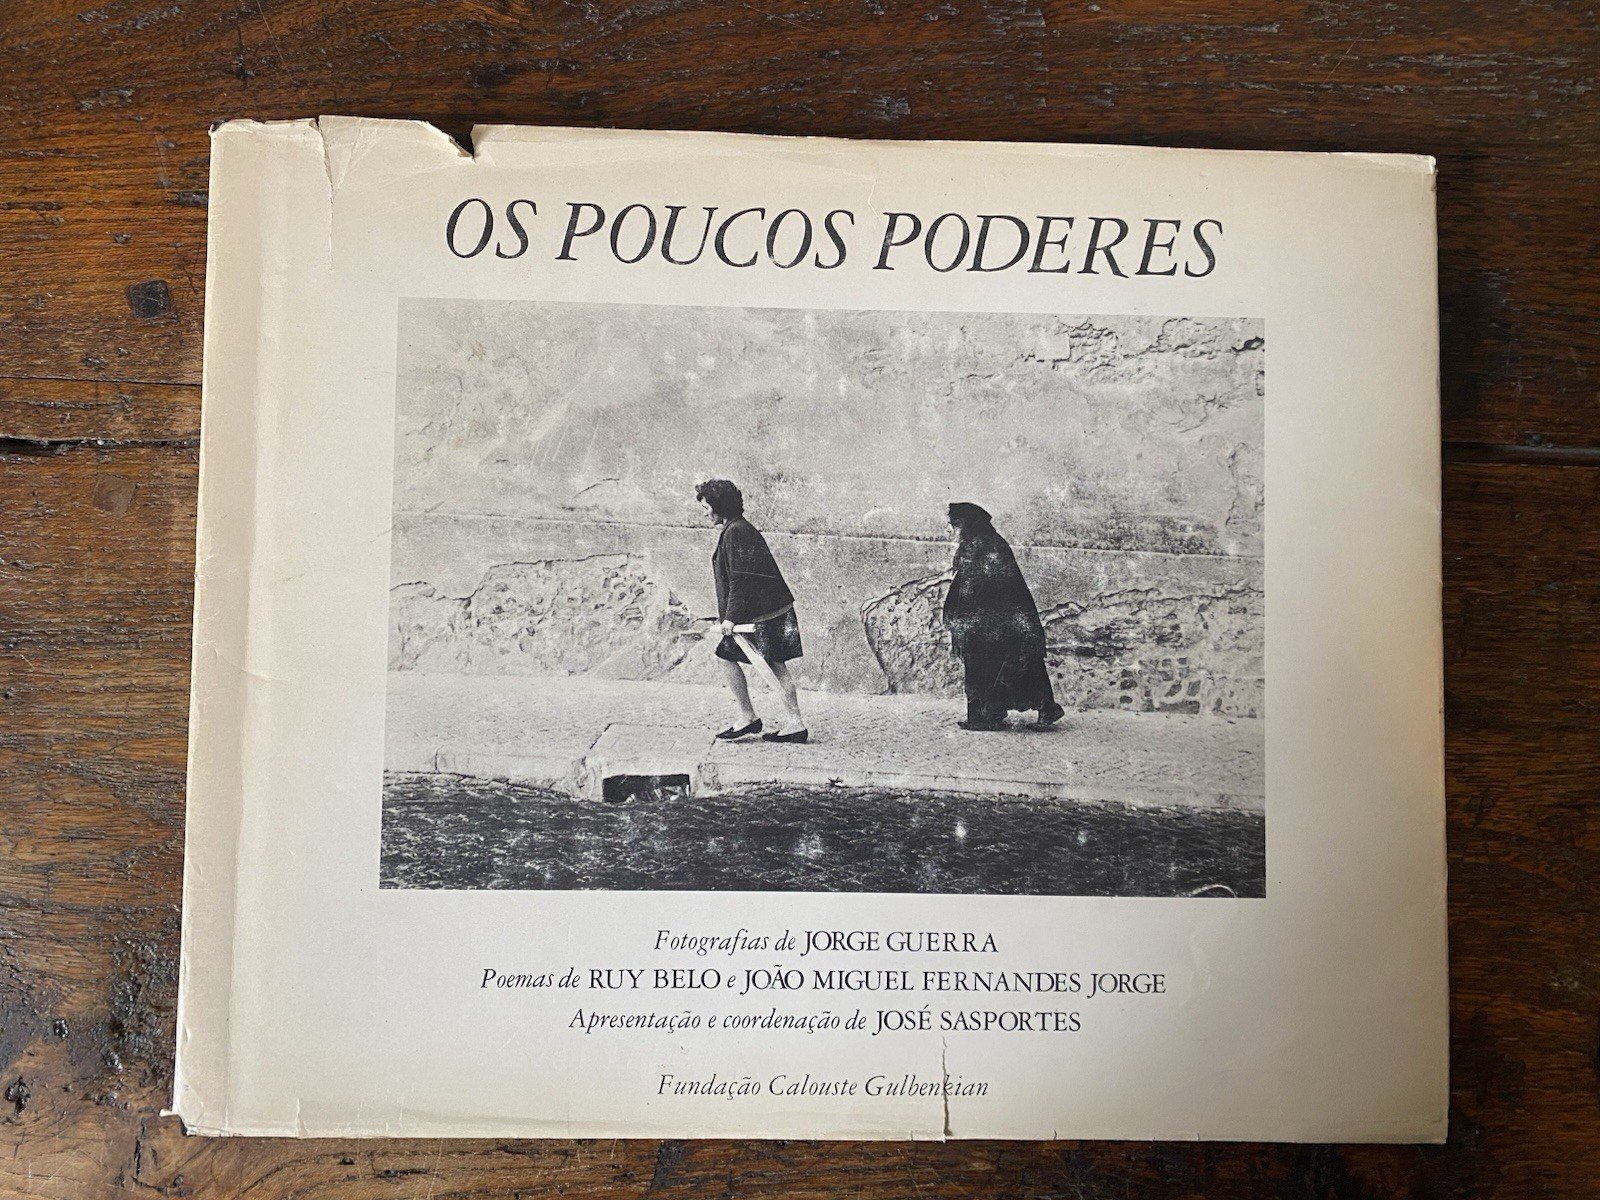 OS POUCOS PODERES
Fotografias de JORGE GUERRA
Poemas de RUY BELO e JOÃO MIGUEL FERNANDES JORGE
Apresentação e coordenação de JOSÉ SASPORTES
Fundação Calouste Gulbenkian